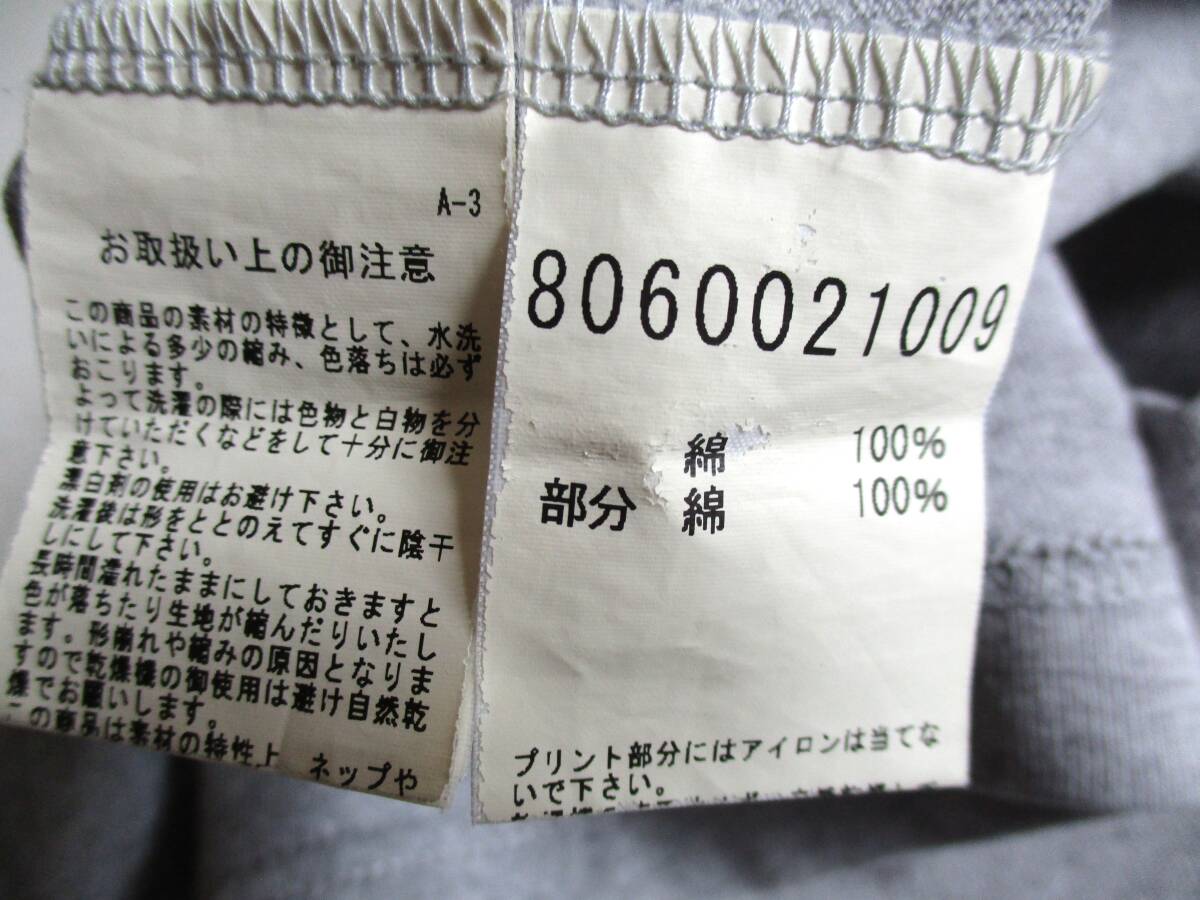 A-3
お取扱い上の御注意
この商品の素材の特徴として、水洗
いによる多少の縮み、色落ちは必ず
おこります。
よって洗濯の際には色物と白物を分
けていただくなどをして十分に御注
意下さい。
漂白剤の使用はお避け下さい。
洗濯後は形をととのえてすぐに陰干
しにして下さい。
長時間濡れたままにしておきますと
色が落ちたり生地が縮んだりいたし
ます。形崩れや縮みの原因となりま
すので乾燥機の御使用は避け自然乾
燥でお願いします。
この商品は素材の特性上 ネップや
8060021009
綿 100%
部分 綿 100%
プリント部分にはアイロンは当てな
いで下さい。